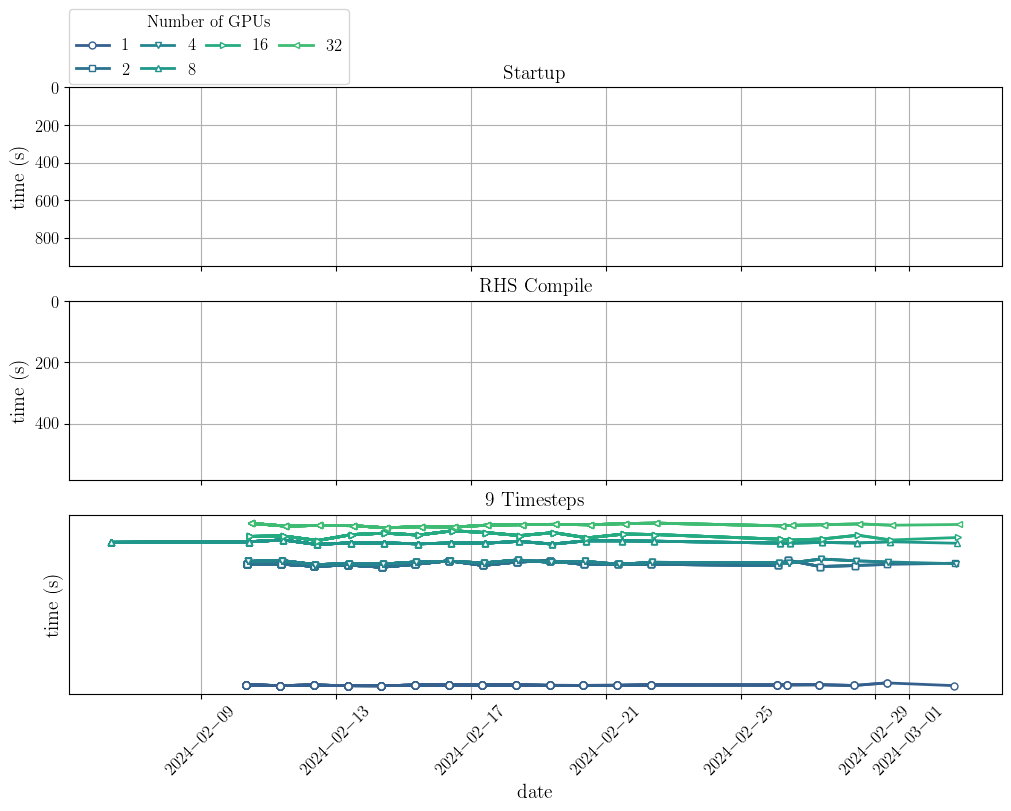 Number of GPUs
1 4 16 32
2 8
Startup
0
200
400
600
800
time (s)
RHS Compile
0
200
400
time (s)
9 Timesteps
time (s)
2024-02-09
2024-02-13
2024-02-17
2024-02-21
2024-02-25
2024-02-29
2024-03-01
date